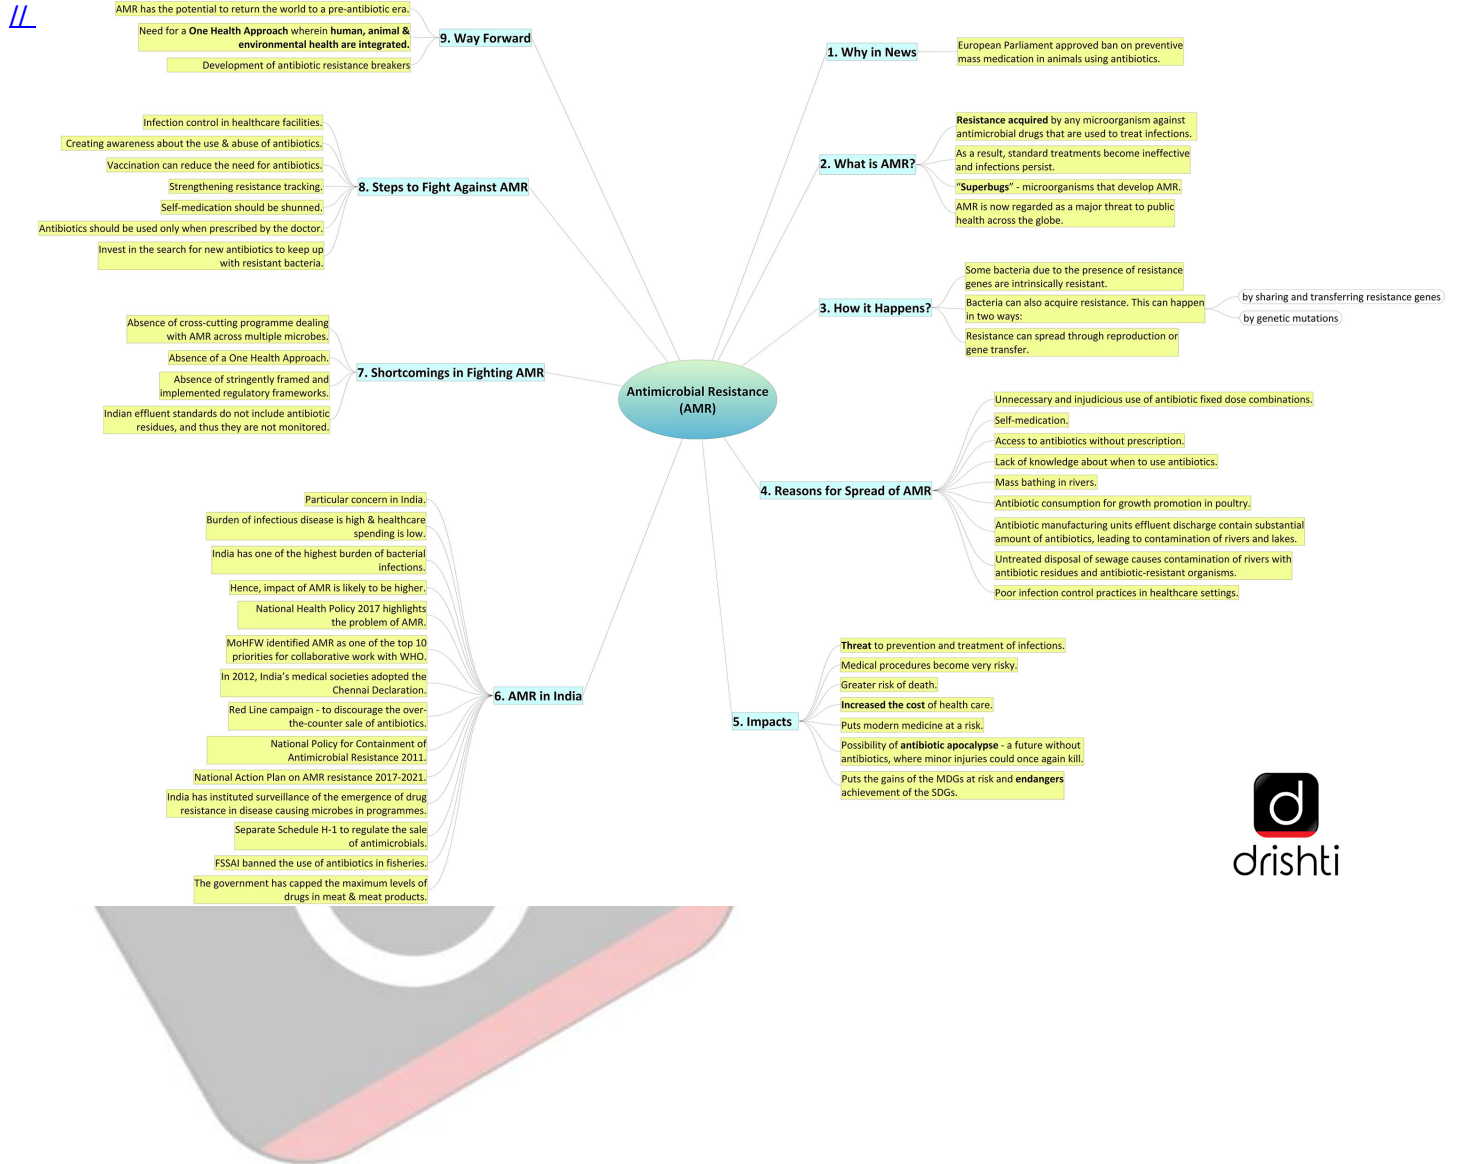 //
Antimicrobial Resistance
(AMR)
1. Why in News
European Parliament approved ban on preventive
mass medication in animals using antibiotics.
2. What is AMR?
Resistance acquired by any microorganism against
antimicrobial drugs that are used to treat infections.
As a result, standard treatments become ineffective
and infections persist.
“Superbugs” - microorganisms that develop AMR.
AMR is now regarded as a major threat to public
health across the globe.
3. How it Happens?
Some bacteria due to the presence of resistance
genes are intrinsically resistant.
Bacteria can also acquire resistance. This can happen
in two ways:
by sharing and transferring resistance genes
by genetic mutations
Resistance can spread through reproduction or
gene transfer.
4. Reasons for Spread of AMR
Unnecessary and injudicious use of antibiotic fixed dose combinations.
Self-medication.
Access to antibiotics without prescription.
Lack of knowledge about when to use antibiotics.
Mass bathing in rivers.
Antibiotic consumption for growth promotion in poultry.
Antibiotic manufacturing units effluent discharge contain substantial
amount of antibiotics, leading to contamination of rivers and lakes.
Untreated disposal of sewage causes contamination of rivers with
antibiotic residues and antibiotic-resistant organisms.
Poor infection control practices in healthcare settings.
5. Impacts
Threat to prevention and treatment of infections.
Medical procedures become very risky.
Greater risk of death.
Increased the cost of health care.
Puts modern medicine at a risk.
Possibility of antibiotic apocalypse - a future without
antibiotics, where minor injuries could once again kill.
Puts the gains of the MDGs at risk and endangers
achievement of the SDGs.
6. AMR in India
Particular concern in India.
Burden of infectious disease is high & healthcare
spending is low.
India has one of the highest burden of bacterial
infections.
Hence, impact of AMR is likely to be higher.
National Health Policy 2017 highlights
the problem of AMR.
MoHFW identified AMR as one of the top 10
priorities for collaborative work with WHO.
In 2012, India’s medical societies adopted the
Chennai Declaration.
Red Line campaign - to discourage the over-
the-counter sale of antibiotics.
National Policy for Containment of
Antimicrobial Resistance 2011.
National Action Plan on AMR resistance 2017-2021.
India has instituted surveillance of the emergence of drug
resistance in disease causing microbes in programmes.
Separate Schedule H-1 to regulate the sale
of antimicrobials.
FSSAI banned the use of antibiotics in fisheries.
The government has capped the maximum levels of
drugs in meat & meat products.
7. Shortcomings in Fighting AMR
Absence of cross-cutting programme dealing
with AMR across multiple microbes.
Absence of a One Health Approach.
Absence of stringently framed and
implemented regulatory frameworks.
Indian effluent standards do not include antibiotic
residues, and thus they are not monitored.
8. Steps to Fight Against AMR
Infection control in healthcare facilities.
Creating awareness about the use & abuse of antibiotics.
Vaccination can reduce the need for antibiotics.
Strengthening resistance tracking.
Self-medication should be shunned.
Antibiotics should be used only when prescribed by the doctor.
Invest in the search for new antibiotics to keep up
with resistant bacteria.
9. Way Forward
AMR has the potential to return the world to a pre-antibiotic era.
Need for a One Health Approach wherein human, animal &
environmental health are integrated.
Development of antibiotic resistance breakers
d
drishti